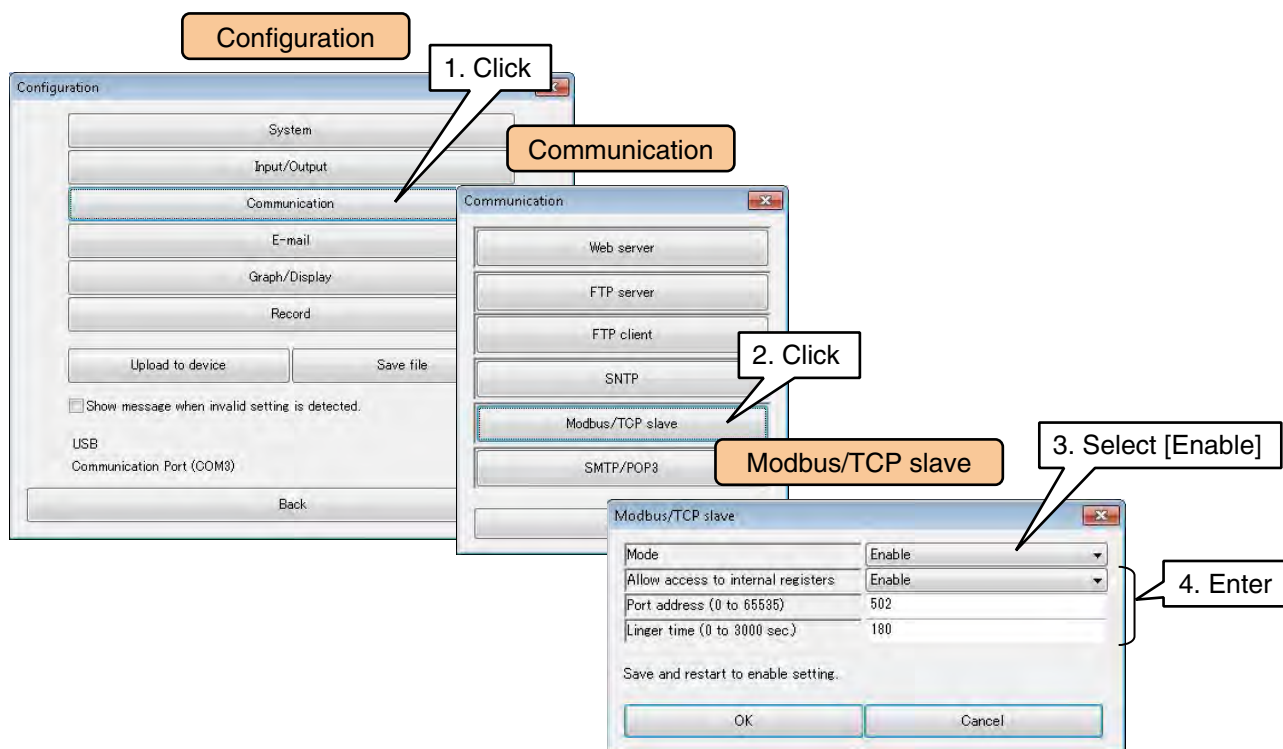 Configuration
1. Click
Configuration
System
Input/Output
Communication
E-mail
Graph/Display
Record
Upload to device
Save file
Show message when invalid setting is detected.
USB
Communication Port (COM3)
Back
Communication
Communication
Web server
FTP server
FTP client
SNTP
Modbus/TCP slave
SMTP/POP3
2. Click
Modbus/TCP slave
3. Select [Enable]
Modbus/TCP slave
Mode Enable
Allow access to internal registers Enable
Port address (0 to 65535) 502
Linger time (0 to 3000 sec.) 180
4. Enter
Save and restart to enable setting.
OK Cancel